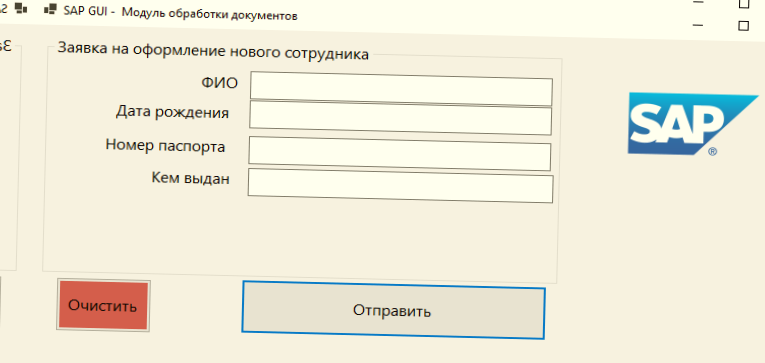 SAP GUI - Модуль обработки документов
Заявка на оформление нового сотрудника
ФИО
Дата рождения
Номер паспорта
Кем выдан
Очистить
Отправить
SAP®